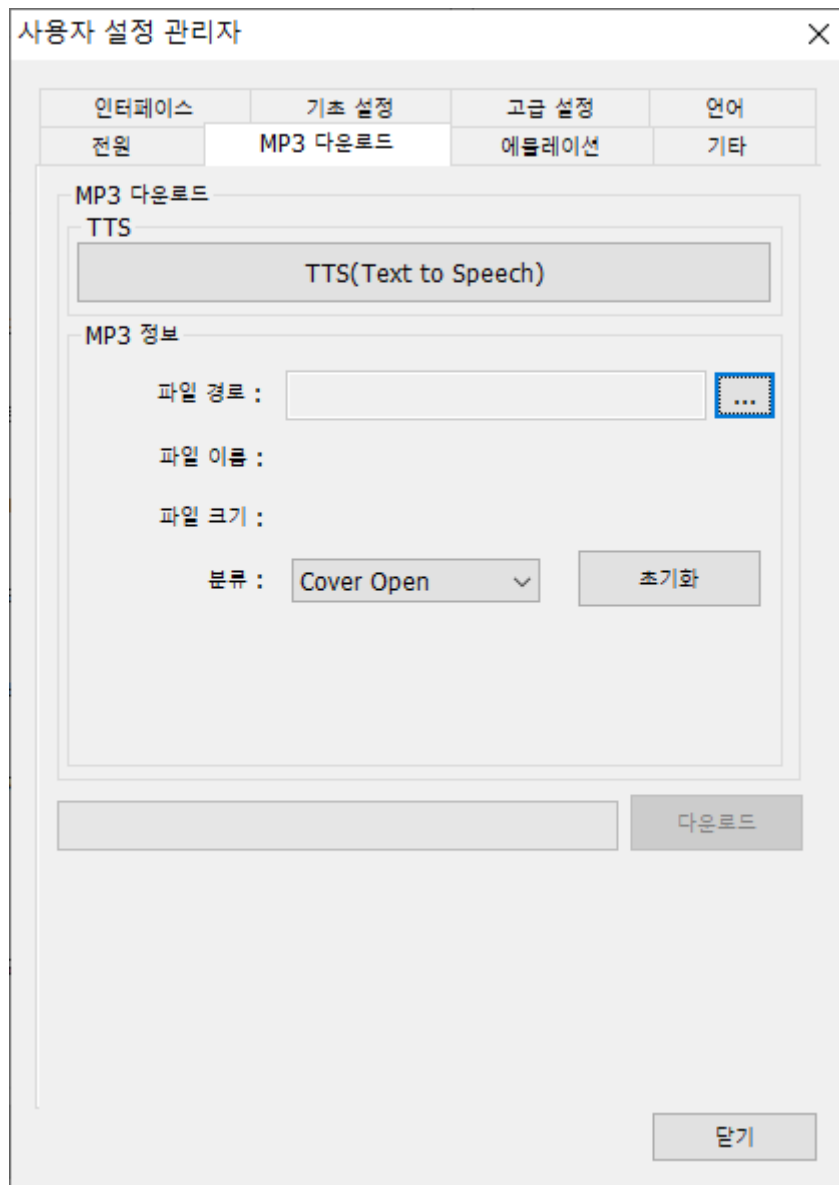 사용자 설정 관리자
인터페이스 기초 설정 고급 설정 언어
전원 MP3 다운로드 에뮬레이션 기타
MP3 다운로드
TTS
TTS(Text to Speech)
MP3 정보
파일 경로 : ...
파일 이름 :
파일 크기 :
분류 : Cover Open 초기화
다운로드
닫기